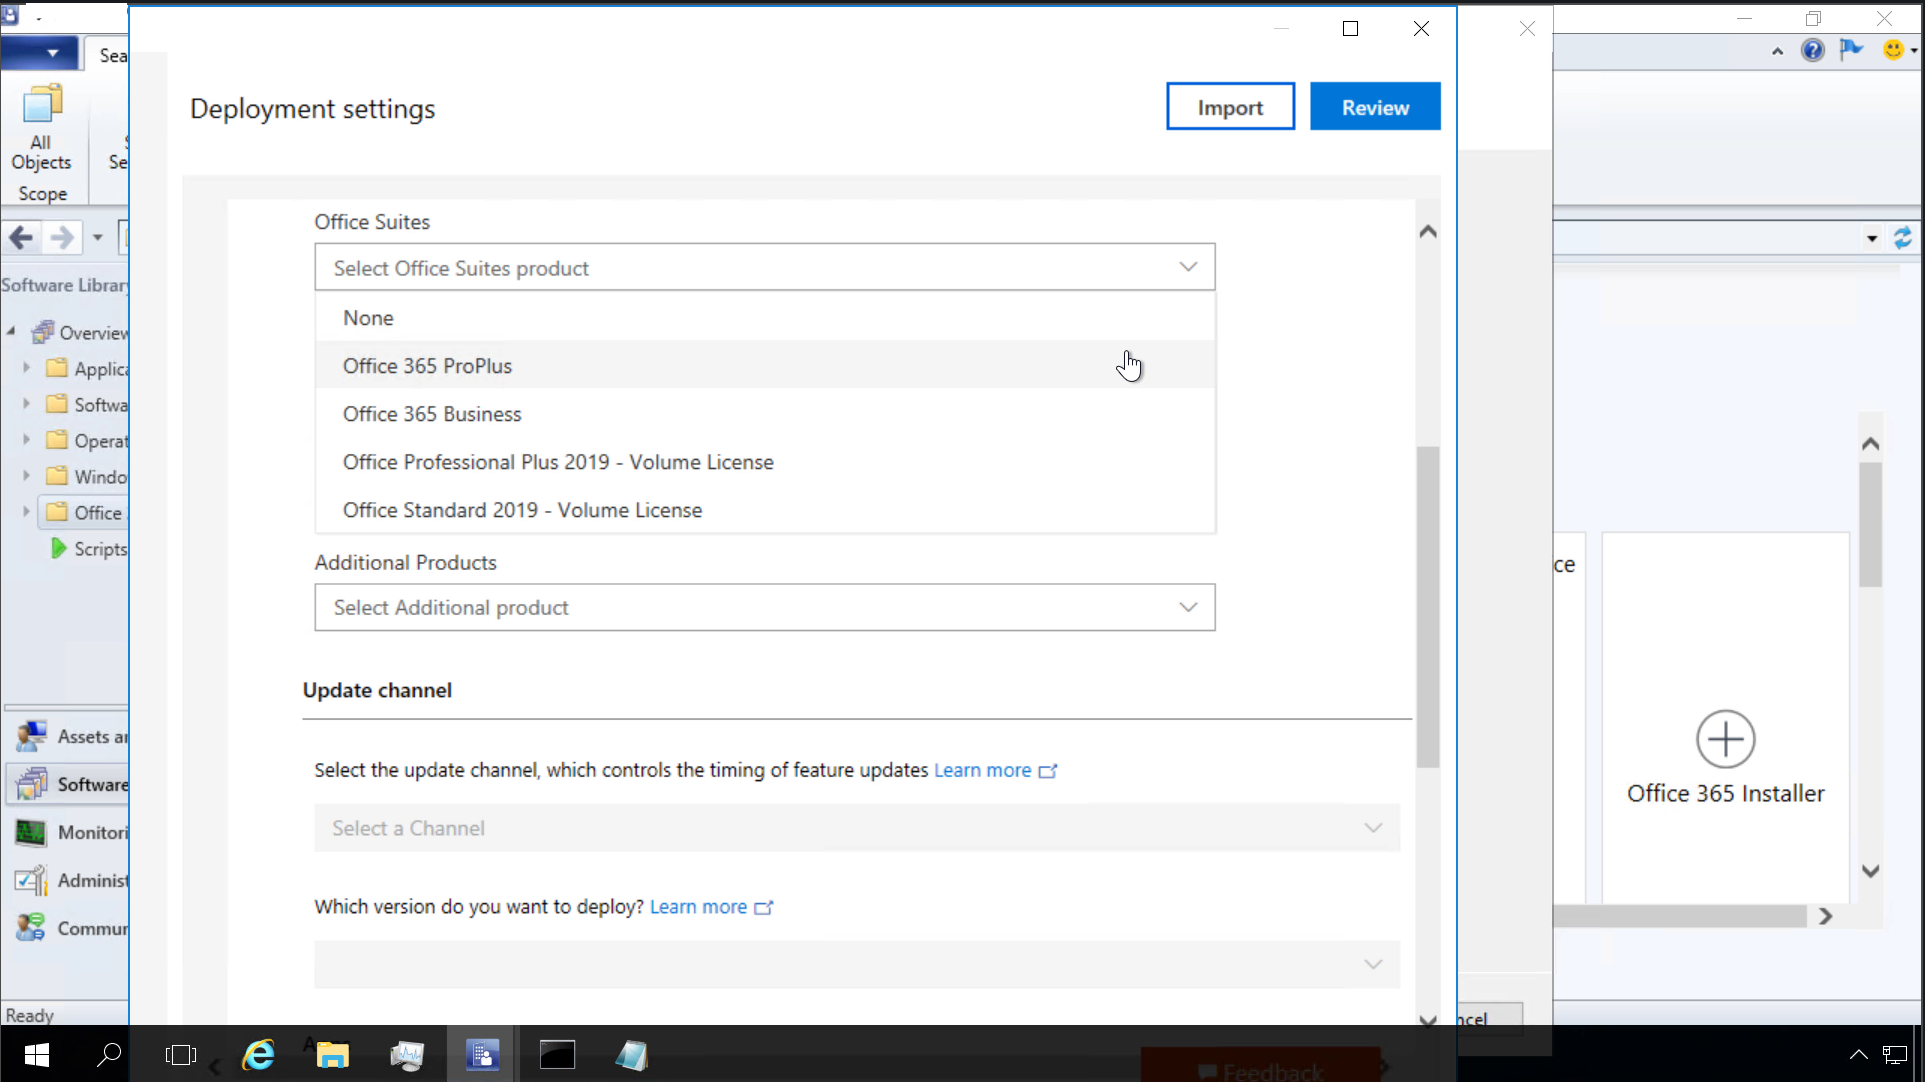 Sea
All
Objects
Scope
Se
Software Library
Overview
Applica
Softwa
Operat
Windo
Office
Scripts
Assets a
Software
Monitori
Administ
Commun
Ready
Deployment settings
Import
Review
Office Suites
Select Office Suites product
None
Office 365 ProPlus
Office 365 Business
Office Professional Plus 2019 - Volume License
Office Standard 2019 - Volume License
Additional Products
Select Additional product
Update channel
Select the update channel, which controls the timing of feature updates Learn more
Select a Channel
Which version do you want to deploy? Learn more
Feedback
ce
Office 365 Installer
ncel